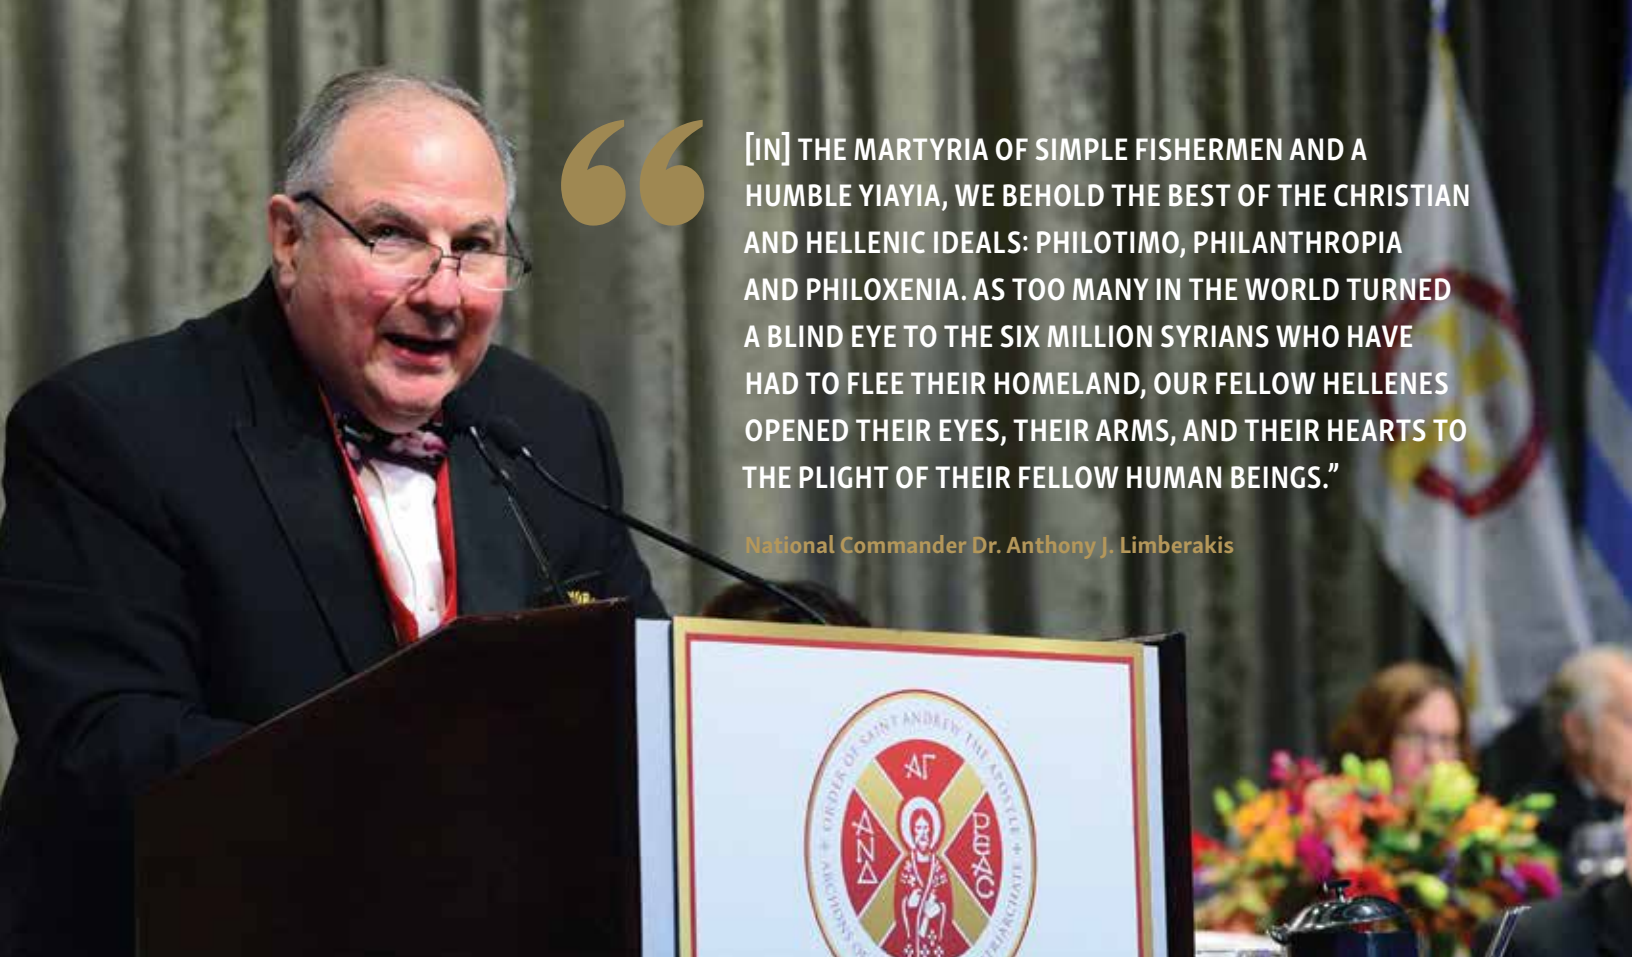 [IN] THE MARTYRIA OF SIMPLE FISHERMEN AND A
HUMBLE YIAYIA, WE BEHOLD THE BEST OF THE CHRISTIAN
AND HELLENIC IDEALS: PHILOTIMO, PHILANTHROPIA
AND PHILOXENIA. AS TOO MANY IN THE WORLD TURNED
A BLIND EYE TO THE SIX MILLION SYRIANS WHO HAVE
HAD TO FLEE THEIR HOMELAND, OUR FELLOW HELLENES
OPENED THEIR EYES, THEIR ARMS, AND THEIR HEARTS TO
THE PLIGHT OF THEIR FELLOW HUMAN BEINGS.”
National Commander Dr. Anthony J. Limberakis
ORDER OF SAINT ANDREW THE APOSTLE
ΑΓ
ΑΝΔ
ΡΕΑC
ARCHONS OF